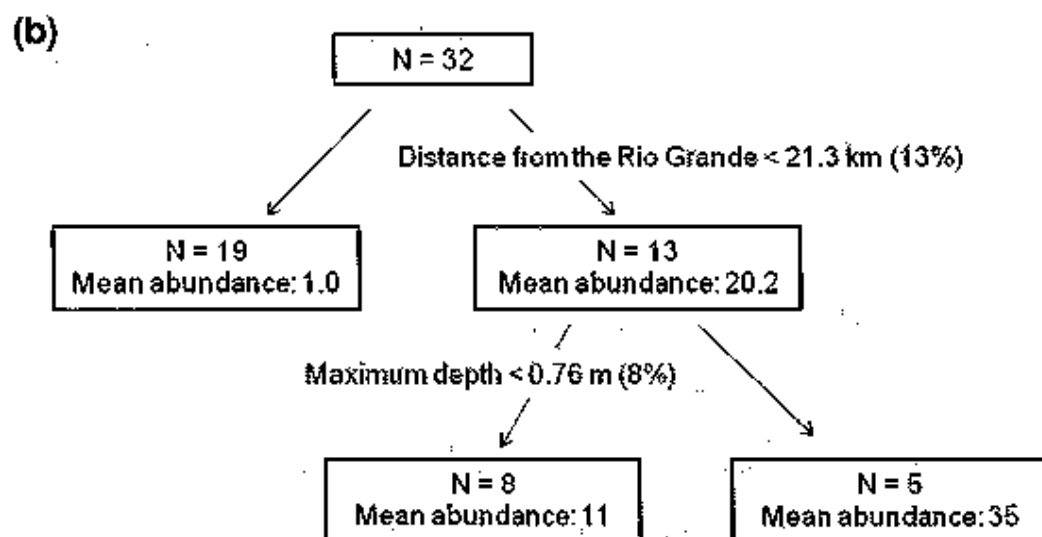 (b)
N = 32
Distance from the Rio Grande < 21.3 km (13%)
N = 19
Mean abundance: 1.0
N = 13
Mean abundance: 20.2
Maximum depth < 0.76 m (8%)
N = 8
Mean abundance: 11
N = 5
Mean abundance: 35